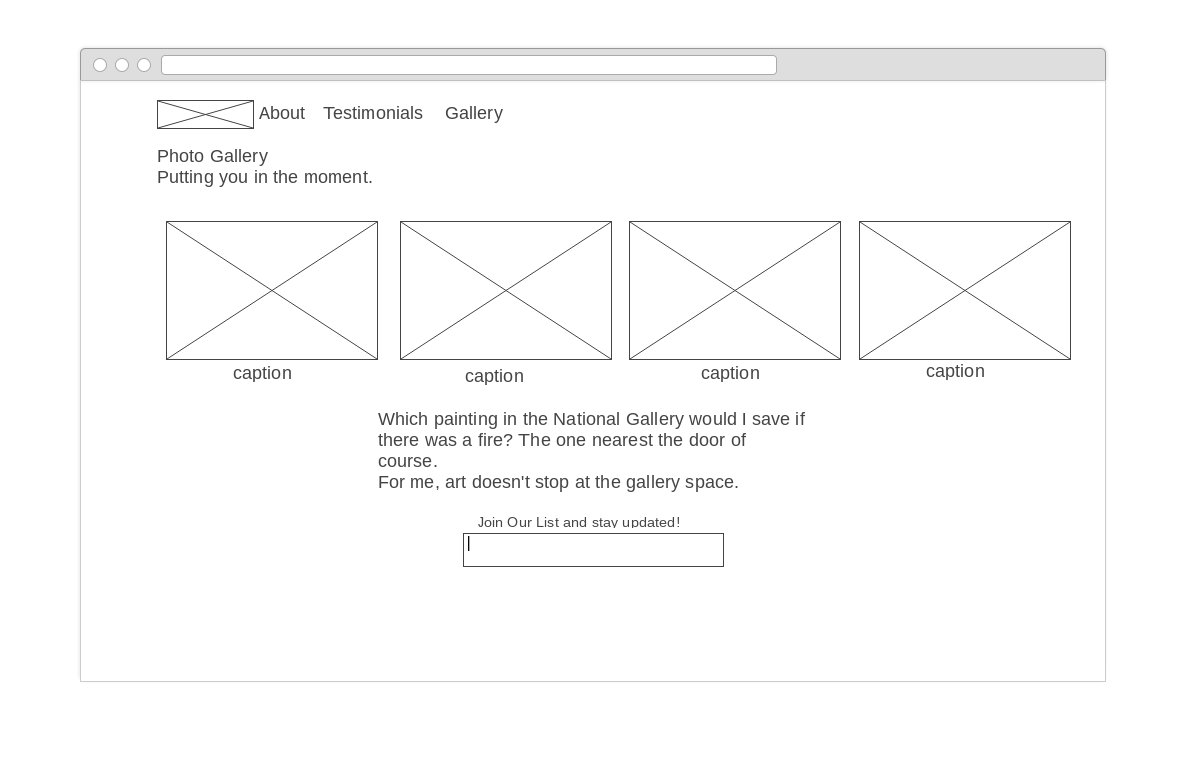 About Testimonials Gallery
Photo Gallery
Putting you in the moment.
caption caption caption caption
Which painting in the National Gallery would I save if
there was a fire? The one nearest the door of
course.
For me, art doesn't stop at the gallery space.
Join Our List and stay updated!